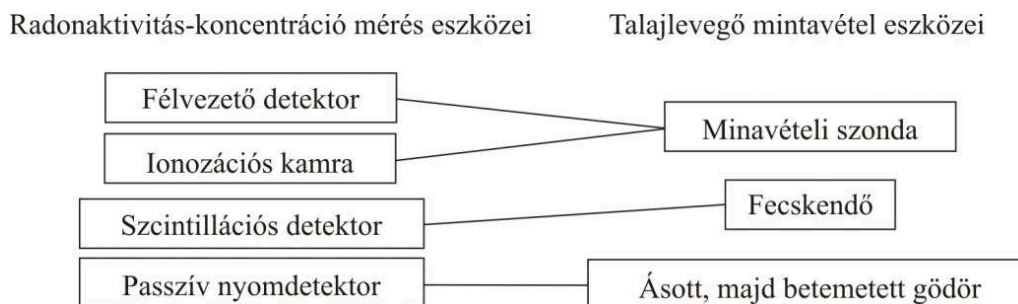 Radonaktivitás-koncentráció mérés eszközei
Talajlevegő mintavétel eszközei
Félvezető detektor
Ionozációs kamra
Szcintillációs detektor
Passzív nyomdetektor
Minavételi szonda
Fecskendő
Ásott, majd betemetett gödör